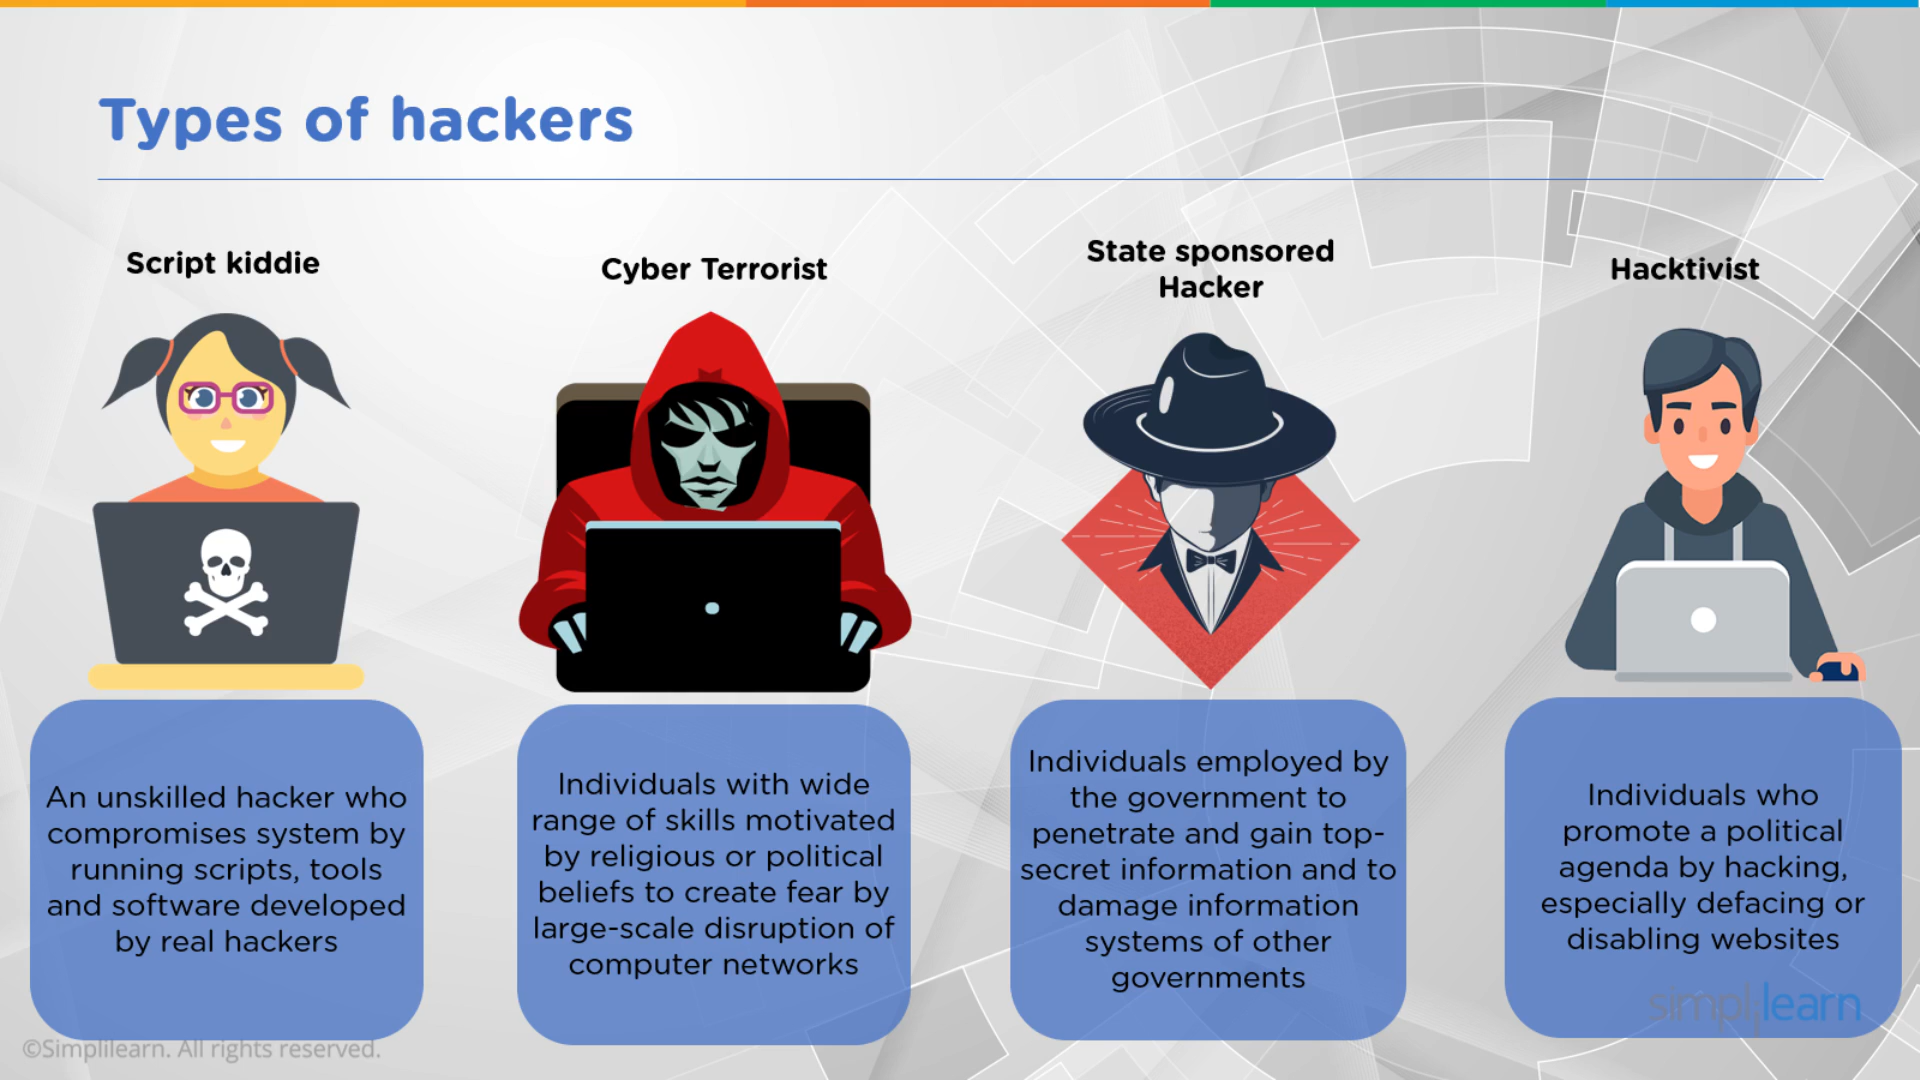 Types of hackers
Script kiddie
An unskilled hacker who
compromises system by
running scripts, tools
and software developed
by real hackers
Cyber Terrorist
Individuals with wide
range of skills motivated
by religious or political
beliefs to create fear by
large-scale disruption of
computer networks
State sponsored
Hacker
Individuals employed by
the government to
penetrate and gain top-
secret information and to
damage information
systems of other
governments
Hacktivist
Individuals who
promote a political
agenda by hacking,
especially defacing or
disabling websites
simplilearn
©Simplilearn. All rights reserved.